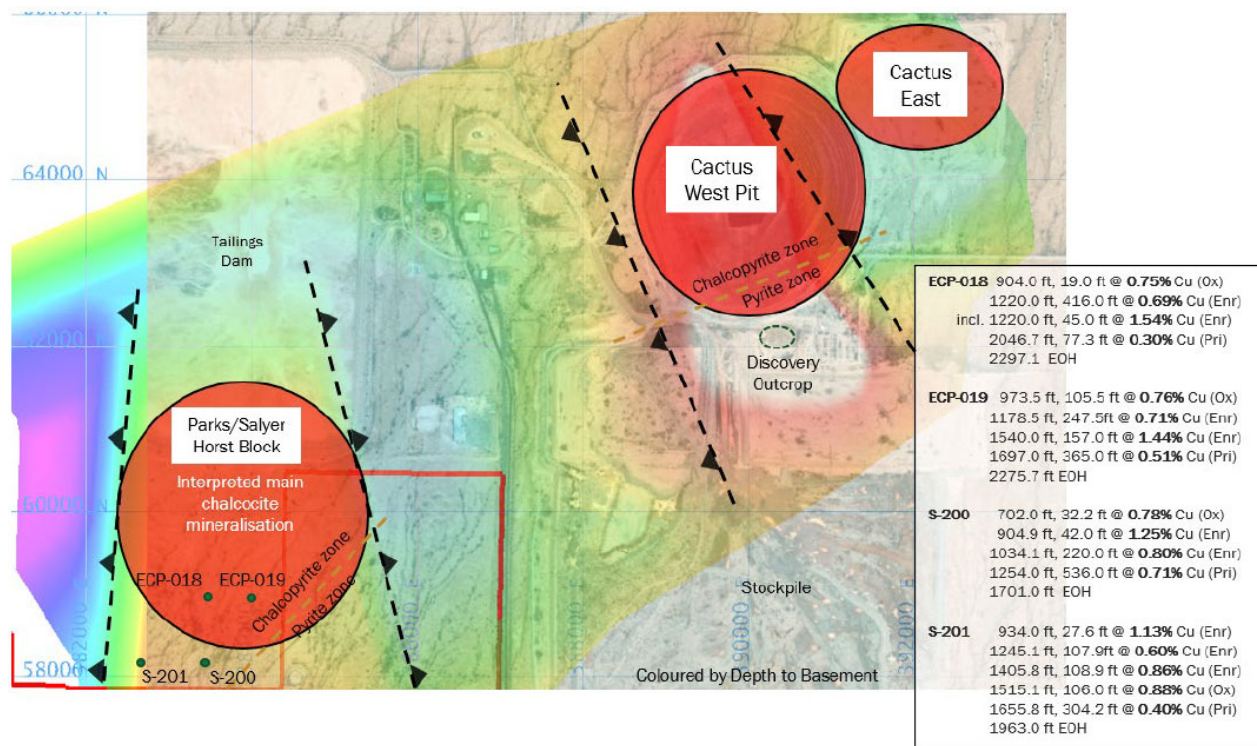 Cactus
East
Cactus
West Pit
64000 N
Tailings
Dam
Chalcopyrite zone
Pyrite zone
Discovery
Outcrop
Parks/Salyer
Horst Block
Interpreted main
chalcocite
mineralisation
ECP-018 ECP-019
Chalcopyrite zone
Pyrite zone
Stockpile
S-201 S-200
58000
Coloured by Depth to Basement
ECP-018 904.0 ft, 19.0 ft @ 0.75% Cu (Ox)
1220.0 ft, 416.0 ft @ 0.69% Cu (Enr)
incl. 1220.0 ft, 45.0 ft @ 1.54% Cu (Enr)
2046.7 ft, 77.3 ft @ 0.30% Cu (Pri)
2297.1 EOH
ECP-019 973.5 ft, 105.5 ft @ 0.76% Cu (Ox)
1178.5 ft, 247.5ft @ 0.71% Cu (Enr)
1540.0 ft, 157.0 ft @ 1.44% Cu (Enr)
1697.0 ft, 365.0 ft @ 0.51% Cu (Pri)
2275.7 ft EOH
S-200 702.0 ft, 32.2 ft @ 0.78% Cu (Ox)
904.9 ft, 42.0 ft @ 1.25% Cu (Enr)
1034.1 ft, 220.0 ft @ 0.80% Cu (Enr)
1254.0 ft, 536.0 ft @ 0.71% Cu (Pri)
1701.0 ft EOH
S-201 934.0 ft, 27.6 ft @ 1.13% Cu (Enr)
1245.1 ft, 107.9ft @ 0.60% Cu (Enr)
1405.8 ft, 108.9 ft @ 0.86% Cu (Enr)
1515.1 ft, 106.0 ft @ 0.88% Cu (Ox)
1655.8 ft, 304.2 ft @ 0.40% Cu (Pri)
1963.0 ft EOH